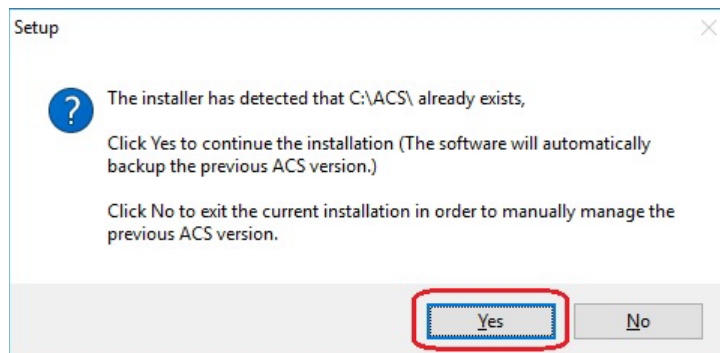 Setup
The installer has detected that C:\ACS\ already exists,
Click Yes to continue the installation (The software will automatically
backup the previous ACS version.)
Click No to exit the current installation in order to manually manage the
previous ACS version.
Yes
No